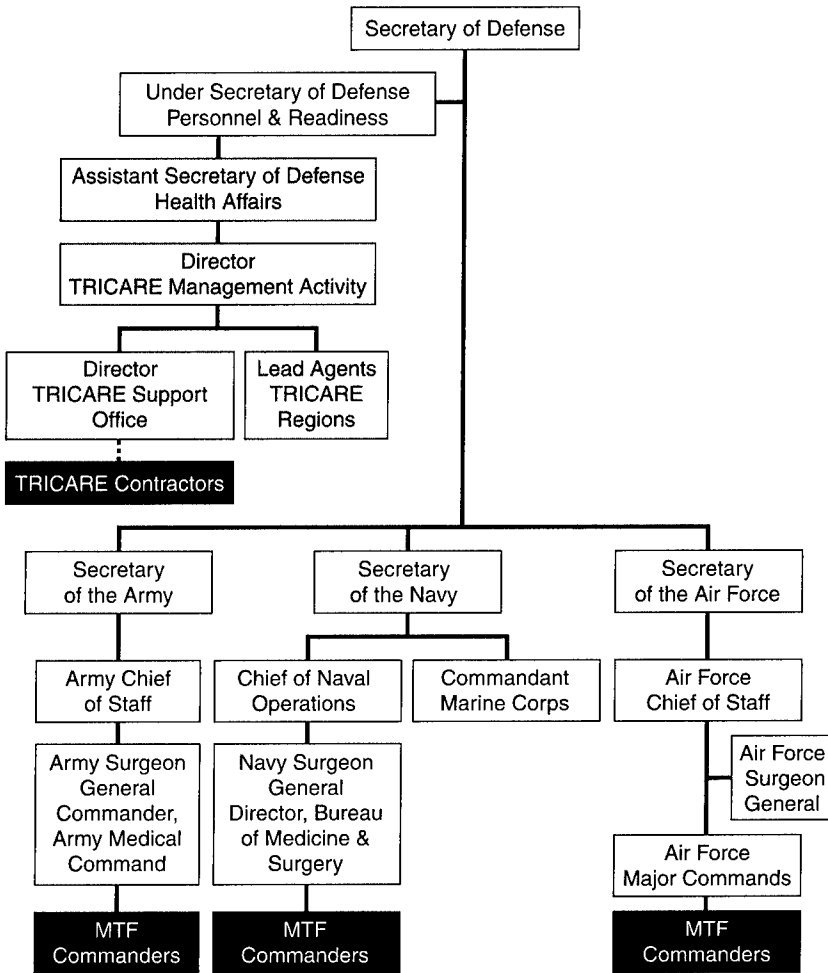 Secretary of Defense
Under Secretary of Defense
Personnel & Readiness
Assistant Secretary of Defense
Health Affairs
Director
TRICARE Management Activity
Director
TRICARE Support
Office
Lead Agents
TRICARE
Regions
TRICARE Contractors
Secretary
of the Army
Secretary
of the Navy
Secretary
of the Air Force
Army Chief
of Staff
Chief of Naval
Operations
Commandant
Marine Corps
Air Force
Chief of Staff
Army Surgeon
General
Commander,
Army Medical
Command
Navy Surgeon
General
Director, Bureau
of Medicine &
Surgery
Air Force
Surgeon
General
Air Force
Major Commands
MTF
Commanders
MTF
Commanders
MTF
Commanders